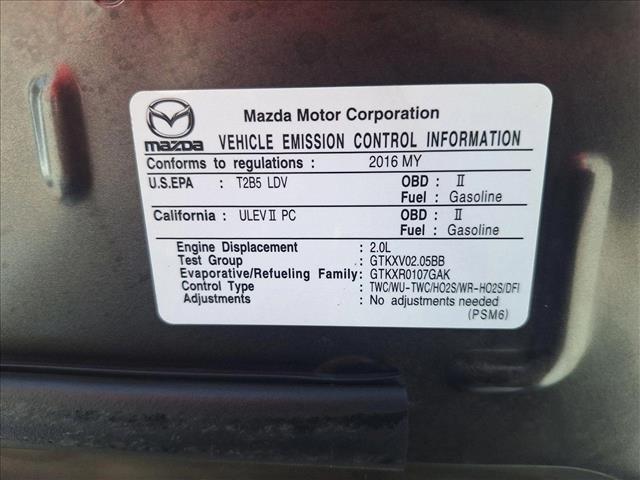 Mazda Motor Corporation
mazda VEHICLE EMISSION CONTROL INFORMATION
Conforms to regulations : 2016 MY
U.S.EPA : T2B5 LDV OBD : II
Fuel : Gasoline
California : ULEV II PC OBD : II
Fuel : Gasoline
Engine Displacement : 2.0L
Test Group : GTKXV02.05BB
Evaporative/Refueling Family: GTKXR0107GAK
Control Type : TWC/WU-TWC/HO2S/WR-HO2S/DFI
Adjustments : No adjustments needed
(PSM6)